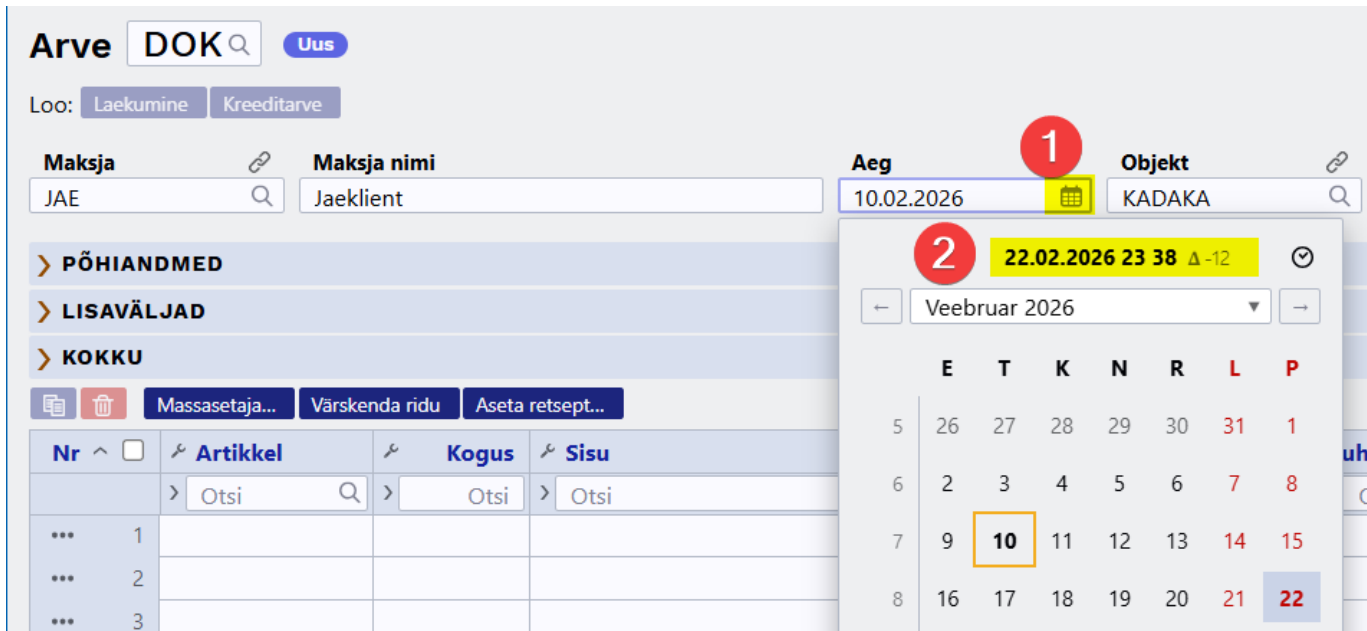 Arve DOK Uus
Loo: Laekumine Kreeditarve
Maksja Maksja nimi Aeg 1 Objekt
JAE Jaeklient 10.02.2026 KADAKA
PÕHIANDMED
LISAVÄLJAD
KOKKU
2 22.02.2026 23 38 Δ -12
← Veebruar 2026 ▼ →
E T K N R L P
5 26 27 28 29 30 31 1
6 2 3 4 5 6 7 8
7 9 10 11 12 13 14 15
8 16 17 18 19 20 21 22
Massasetaja... Värskenda ridu Aseta retsept...
Nr Artikkel Kogus Sisu
Otsi Otsi Otsi
1
2
3